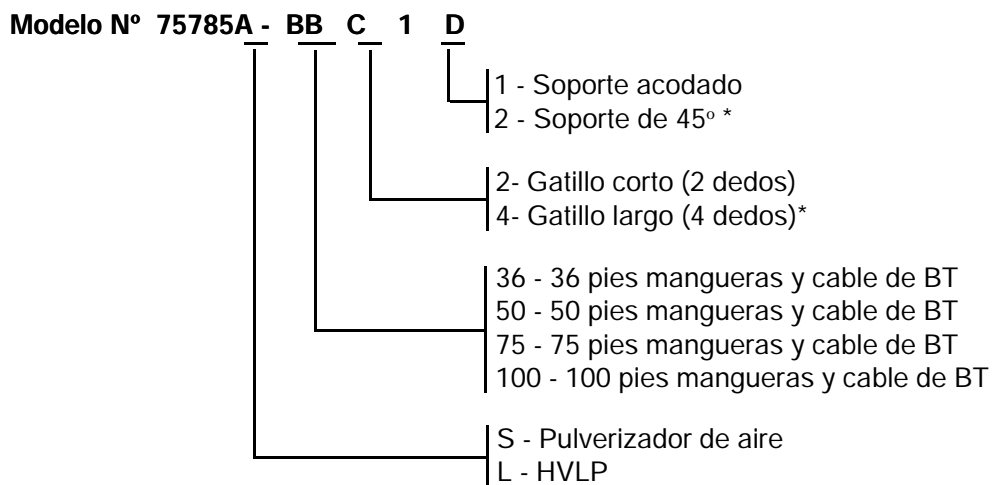 Modelo Nº 75785A - BB C 1 D
1 - Soporte acodado
2 - Soporte de 45º *
2- Gatillo corto (2 dedos)
4- Gatillo largo (4 dedos)*
36 - 36 pies mangueras y cable de BT
50 - 50 pies mangueras y cable de BT
75 - 75 pies mangueras y cable de BT
100 - 100 pies mangueras y cable de BT
S - Pulverizador de aire
L - HVLP